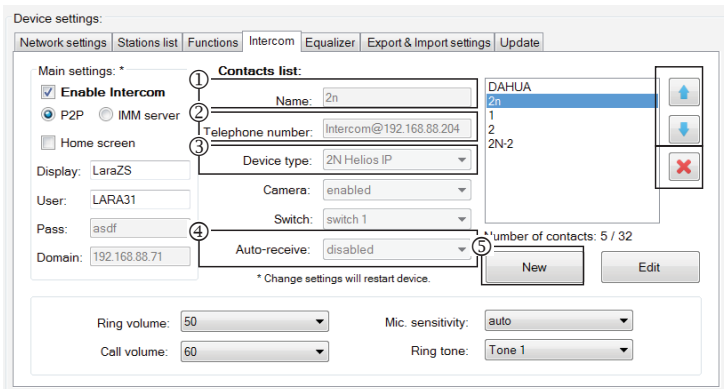 Device settings:
Network settings Stations list Functions Intercom Equalizer Export & Import settings Update
Main settings: *
Enable Intercom
P2P IMM server
Home screen
Display: LaraZS
User: LARA31
Pass: asdf
Domain: 192.168.88.71
Contacts list:
① Name: 2n
② Telephone number: Intercom@192.168.88.204
③ Device type: 2N Helios IP
Camera: enabled
Switch: switch 1
④ Auto-receive: disabled
* Change settings will restart device.
DAHUA
2n
1
2
2N-2
Number of contacts: 5 / 32
⑤ New Edit
Ring volume: 50 Mic. sensitivity: auto
Call volume: 60 Ring tone: Tone 1